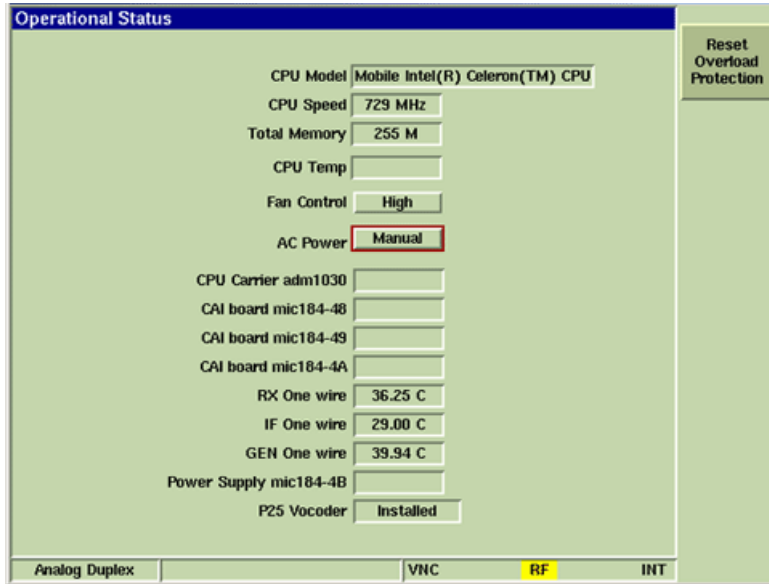 Operational Status
Reset
Overload
Protection
CPU Model Mobile Intel(R) Celeron(TM) CPU
CPU Speed 729 MHz
Total Memory 255 M
CPU Temp
Fan Control High
AC Power Manual
CPU Carrier adm1030
CAI board mic184-48
CAI board mic184-49
CAI board mic184-4A
RX One wire 36.25 C
IF One wire 29.00 C
GEN One wire 39.94 C
Power Supply mic184-4B
P25 Vocoder Installed
Analog Duplex VNC RF INT